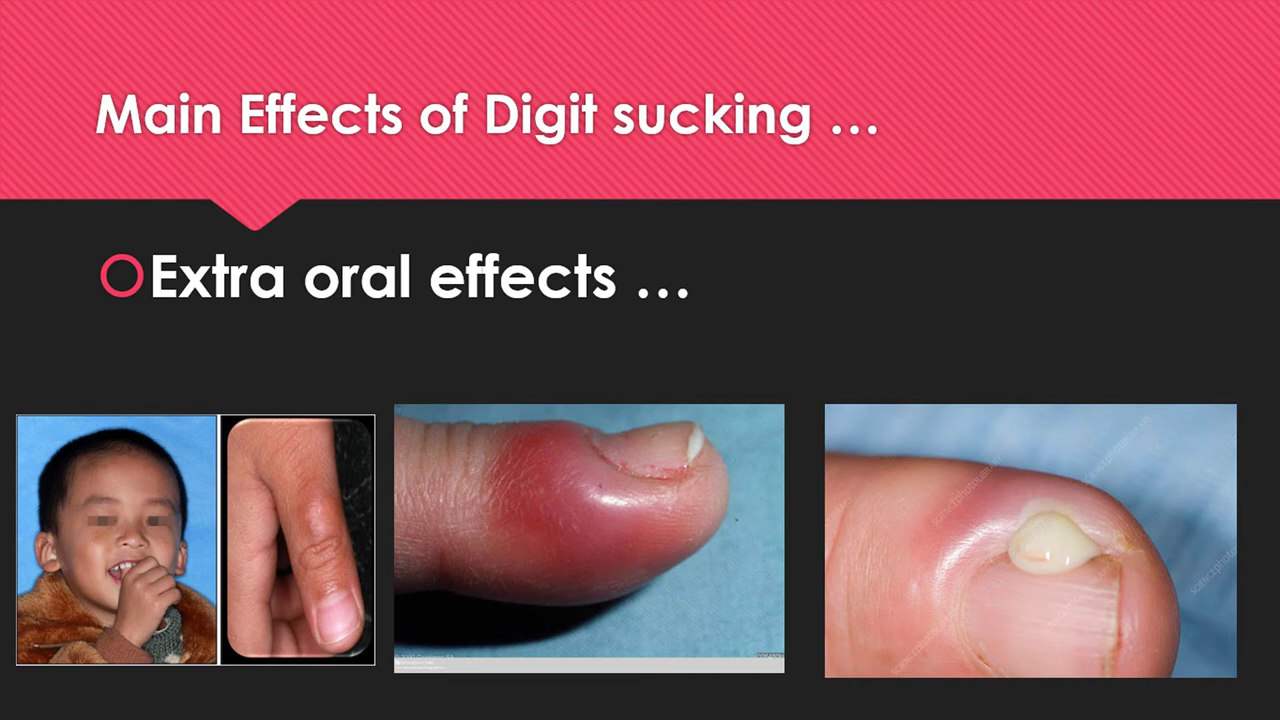 Main Effects of Digit sucking …
Extra oral effects …